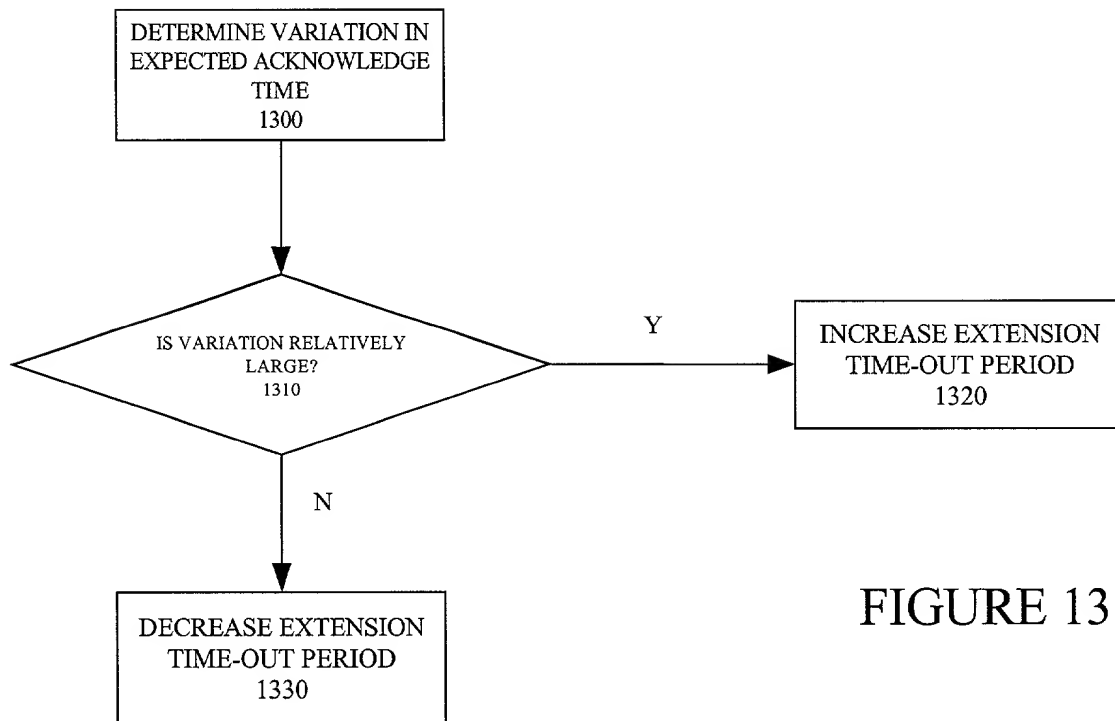 DETERMINE VARIATION IN
EXPECTED ACKNOWLEDGE
TIME
1300
IS VARIATION RELATIVELY
LARGE?
1310
Y
INCREASE EXTENSION
TIME-OUT PERIOD
1320
N
DECREASE EXTENSION
TIME-OUT PERIOD
1330
FIGURE 13